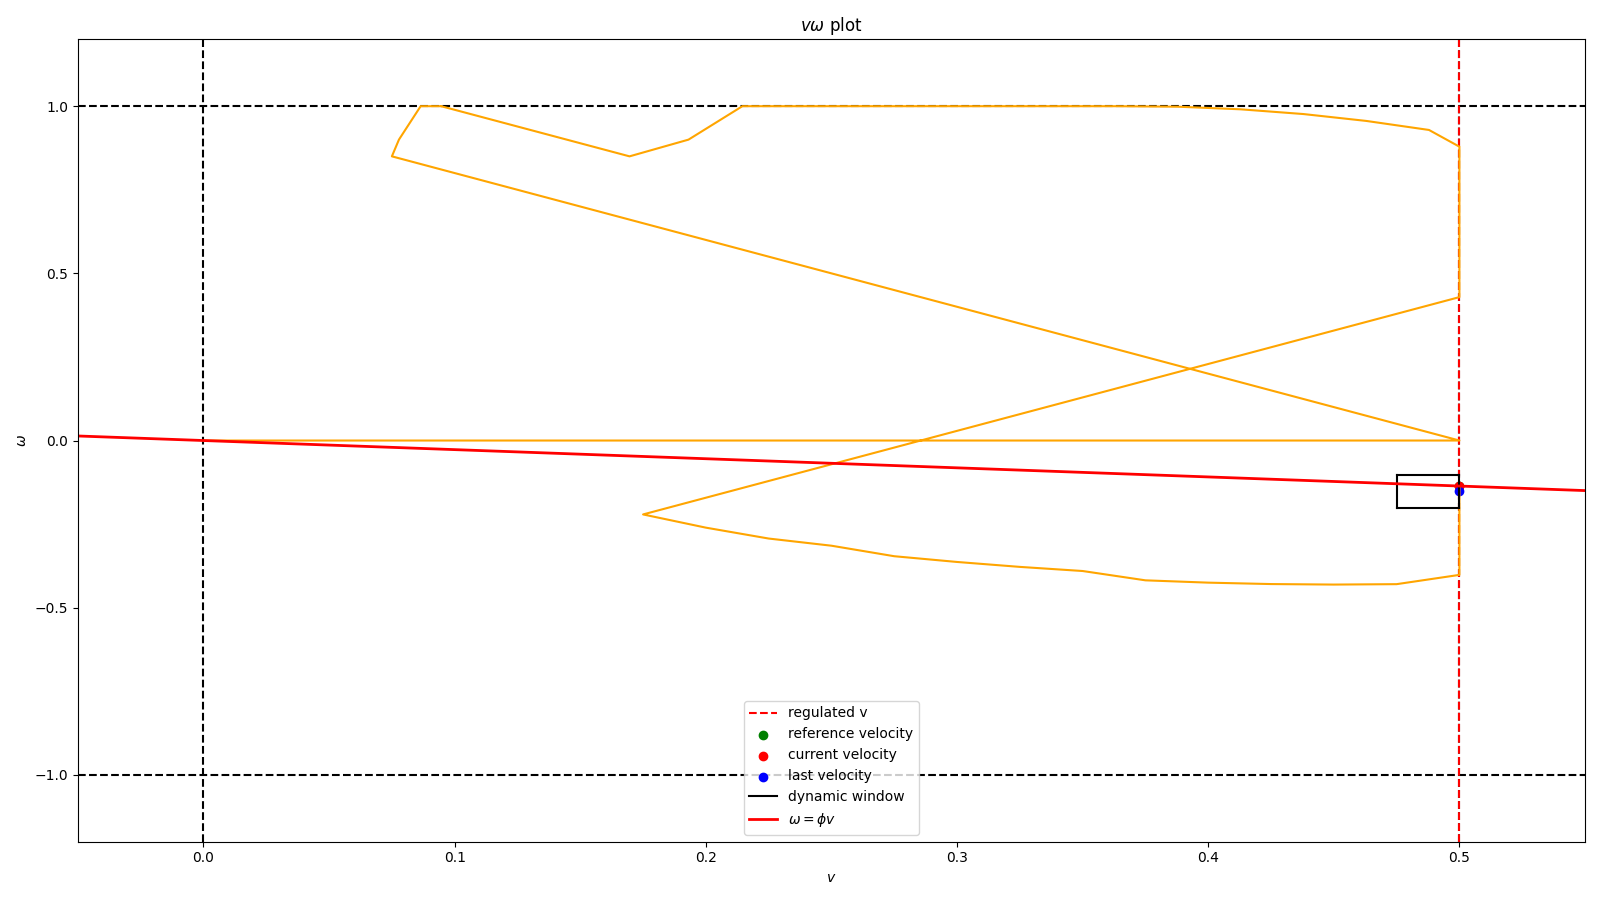 vω plot
1.0
0.5
0.0
−0.5
−1.0
ω
regulated v
reference velocity
current velocity
last velocity
dynamic window
ω = ϕv
0.0 0.1 0.2 0.3 0.4 0.5
v